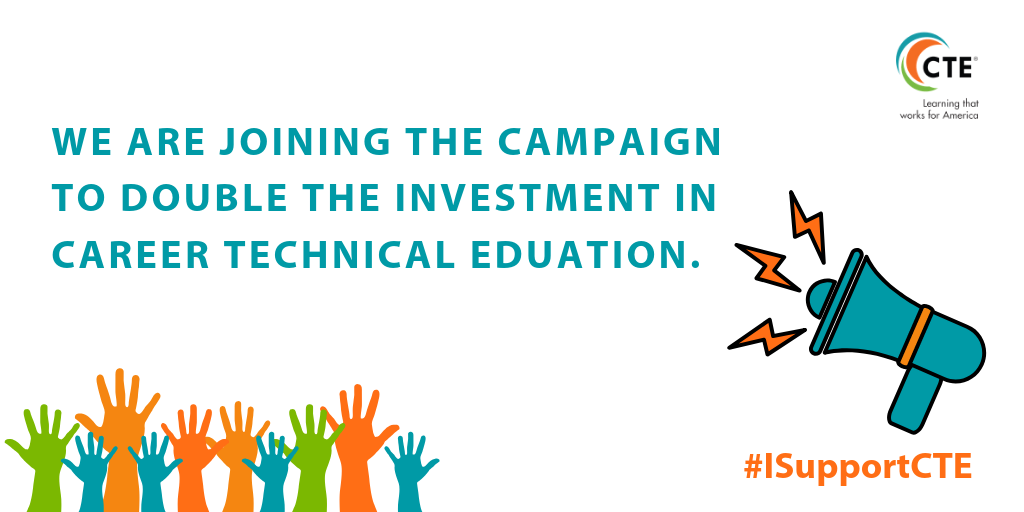 CTE®
Learning that
works for America
WE ARE JOINING THE CAMPAIGN
TO DOUBLE THE INVESTMENT IN
CAREER TECHNICAL EDUATION.
#ISupportCTE